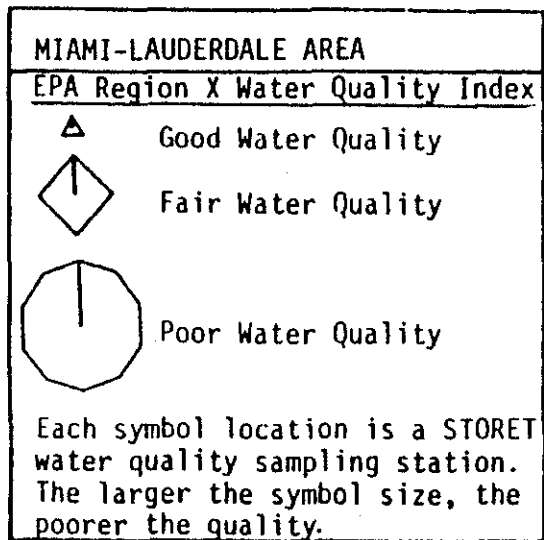 MIAMI-LAUDERDALE AREA
EPA Region X Water Quality Index
Good Water Quality
Fair Water Quality
Poor Water Quality
Each symbol location is a STORET
water quality sampling station.
The larger the symbol size, the
poorer the quality.